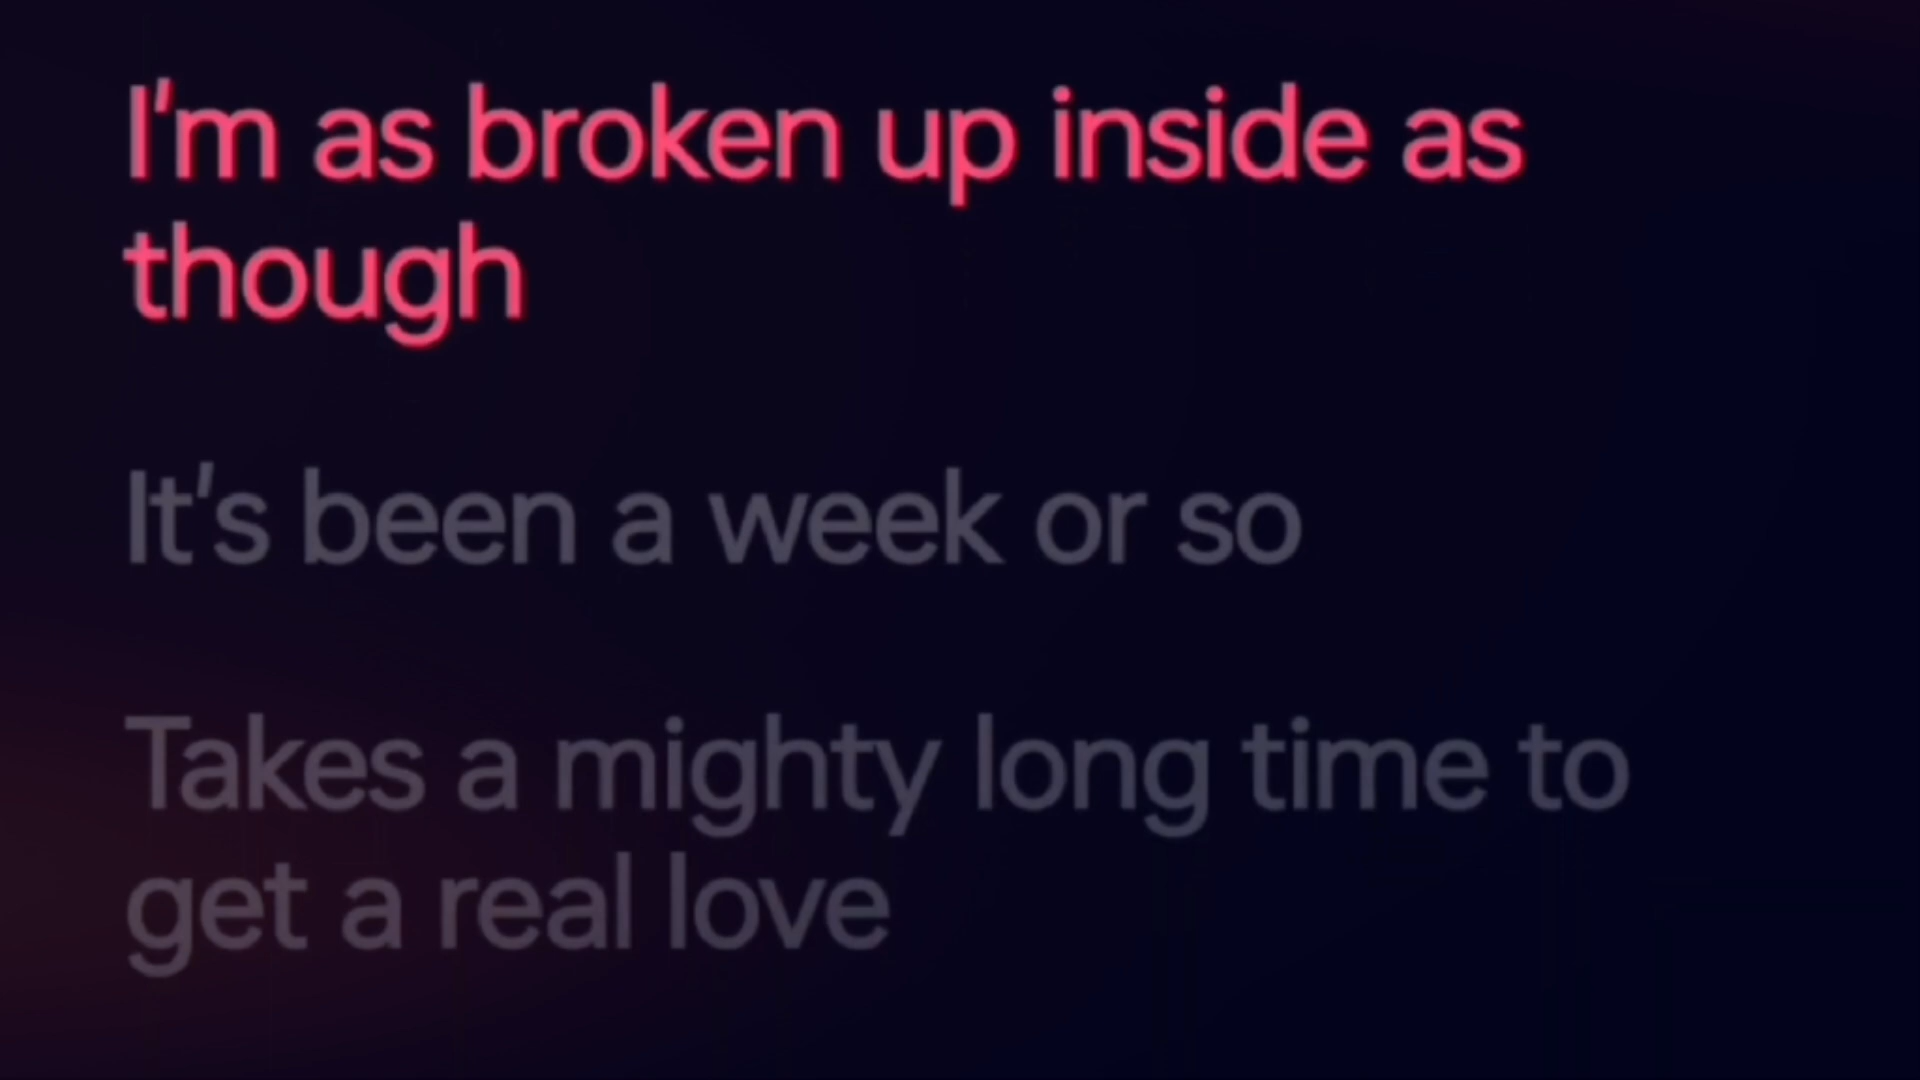 I'm as broken up inside as
though
It's been a week or so
Takes a mighty long time to
get a real love